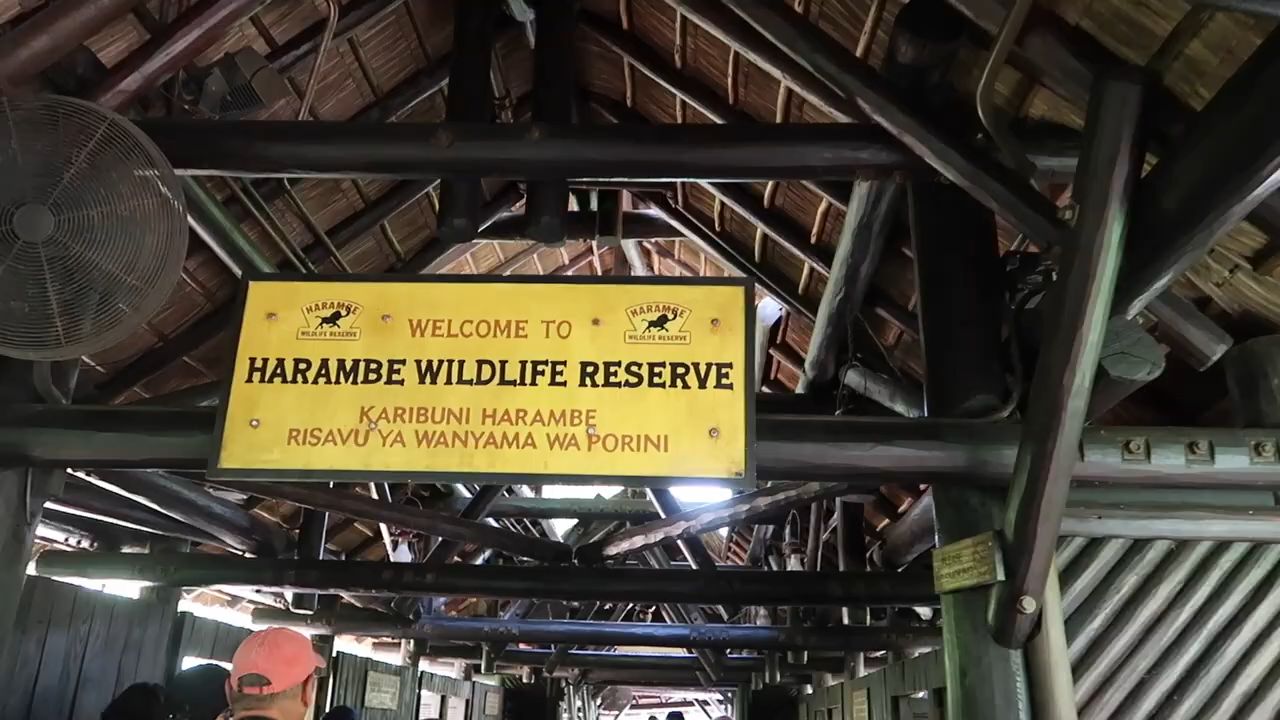 HARAMBE
WILDLIFE RESERVE
WELCOME TO
HARAMBE
WILDLIFE RESERVE
HARAMBE WILDLIFE RESERVE
KARIBUNI HARAMBE
RISAVU YA WANYAMA WA PORINI